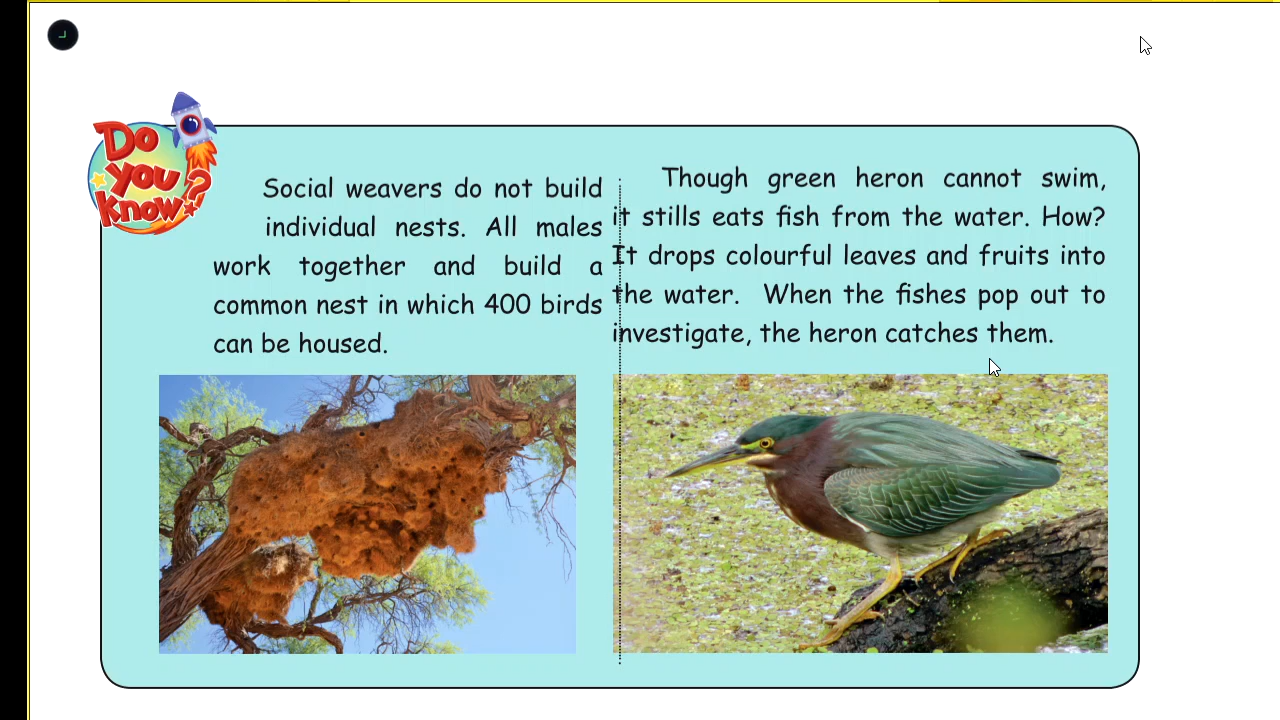 Do
you
know?
Social weavers do not build
individual nests. All males
work together and build a
common nest in which 400 birds
can be housed.
Though green heron cannot swim,
it stills eats fish from the water. How?
It drops colourful leaves and fruits into
the water. When the fishes pop out to
investigate, the heron catches them.